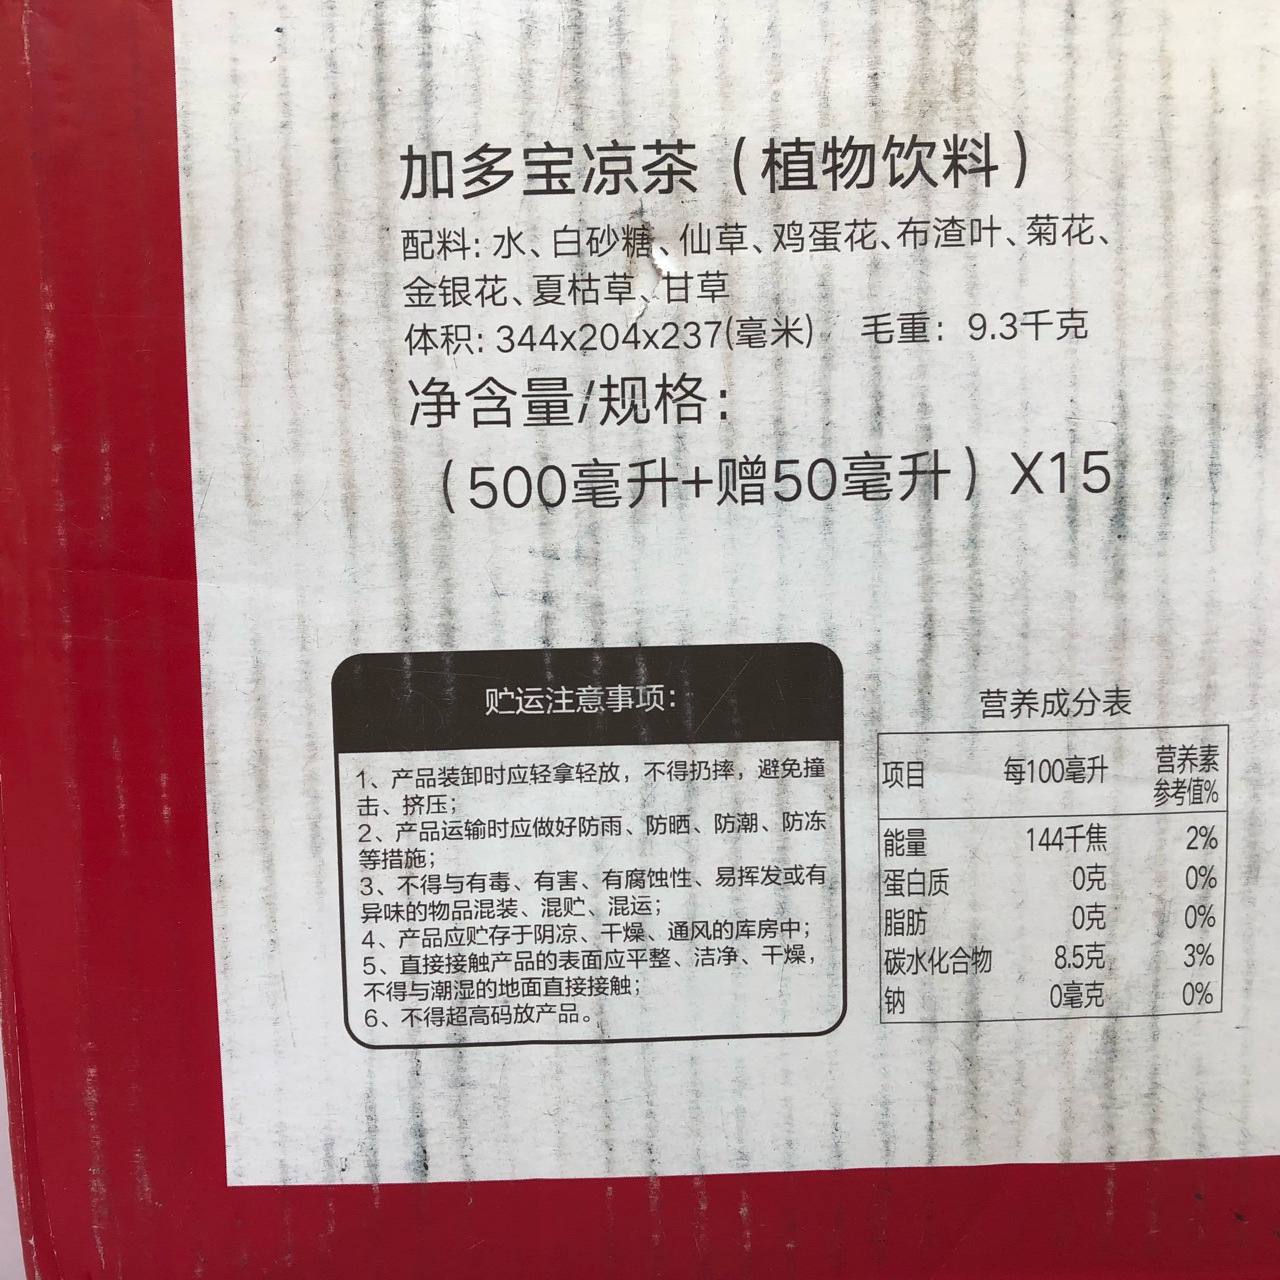 加多宝凉茶（植物饮料）
配料: 水、白砂糖、仙草、鸡蛋花、布渣叶、菊花、
金银花、夏枯草、甘草
体积: 344x204x237(毫米)　毛重: 9.3千克
净含量/规格:
（500毫升+赠50毫升）X15
贮运注意事项:
1、产品装卸时应轻拿轻放，不得扔摔，避免撞
击、挤压；
2、产品运输时应做好防雨、防晒、防潮、防冻
等措施；
3、不得与有毒、有害、有腐蚀性、易挥发或有
异味的物品混装、混贮、混运；
4、产品应贮存于阴凉、干燥、通风的库房中；
5、直接接触产品的表面应平整、洁净、干燥，
不得与潮湿的地面直接接触；
6、不得超高码放产品。
营养成分表
项目 每100毫升 营养素
参考值%
能量 144千焦 2%
蛋白质 0克 0%
脂肪 0克 0%
碳水化合物 8.5克 3%
钠 0毫克 0%